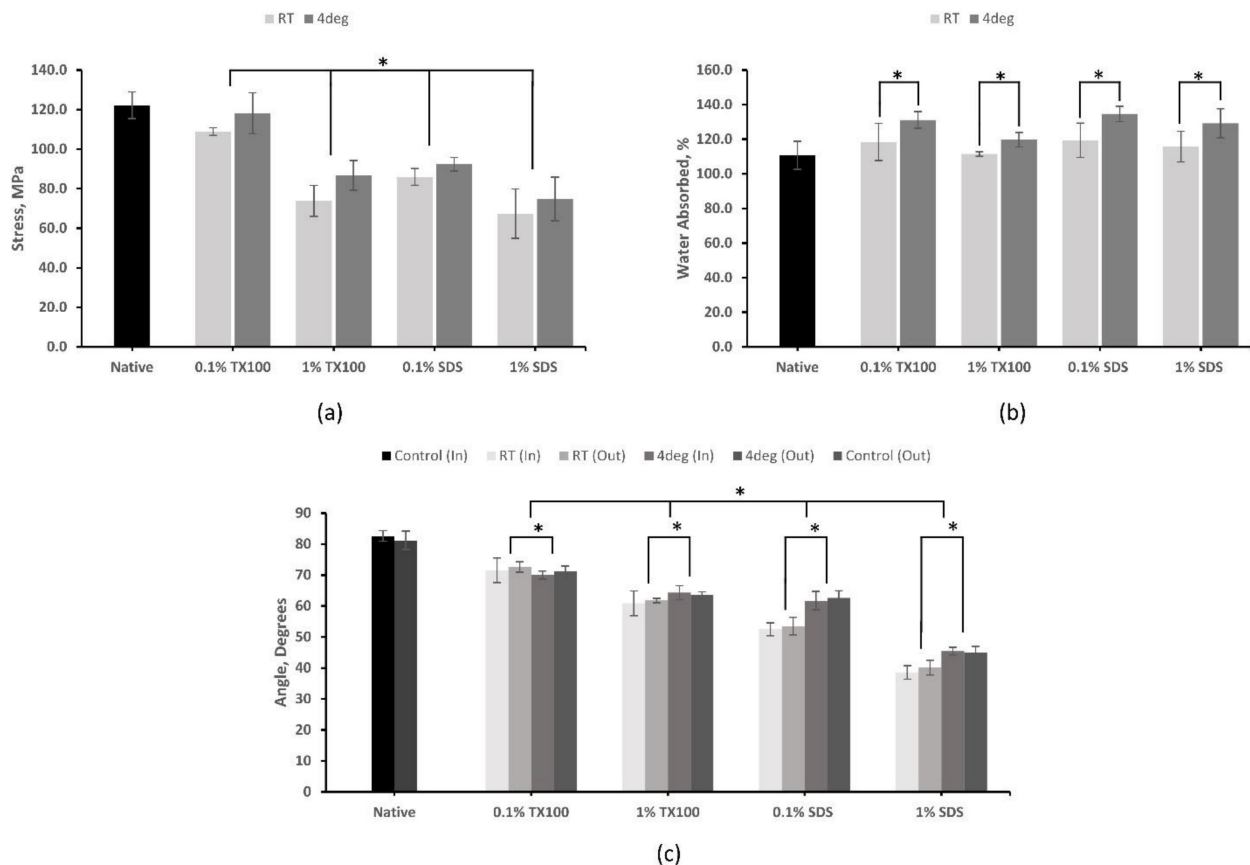 RT 4deg
*
140.0
120.0
100.0
80.0
60.0
40.0
20.0
0.0
Stress, MPa
Native 0.1% TX100 1% TX100 0.1% SDS 1% SDS
(a)
RT 4deg
* * * *
160.0
140.0
120.0
100.0
80.0
60.0
40.0
20.0
0.0
Water Absorbed, %
Native 0.1% TX100 1% TX100 0.1% SDS 1% SDS
(b)
Control (In) RT (In) RT (Out) 4deg (In) 4deg (Out) Control (Out)
*
* * * *
90
80
70
60
50
40
30
20
10
0
Angle, Degrees
Native 0.1% TX100 1% TX100 0.1% SDS 1% SDS
(c)